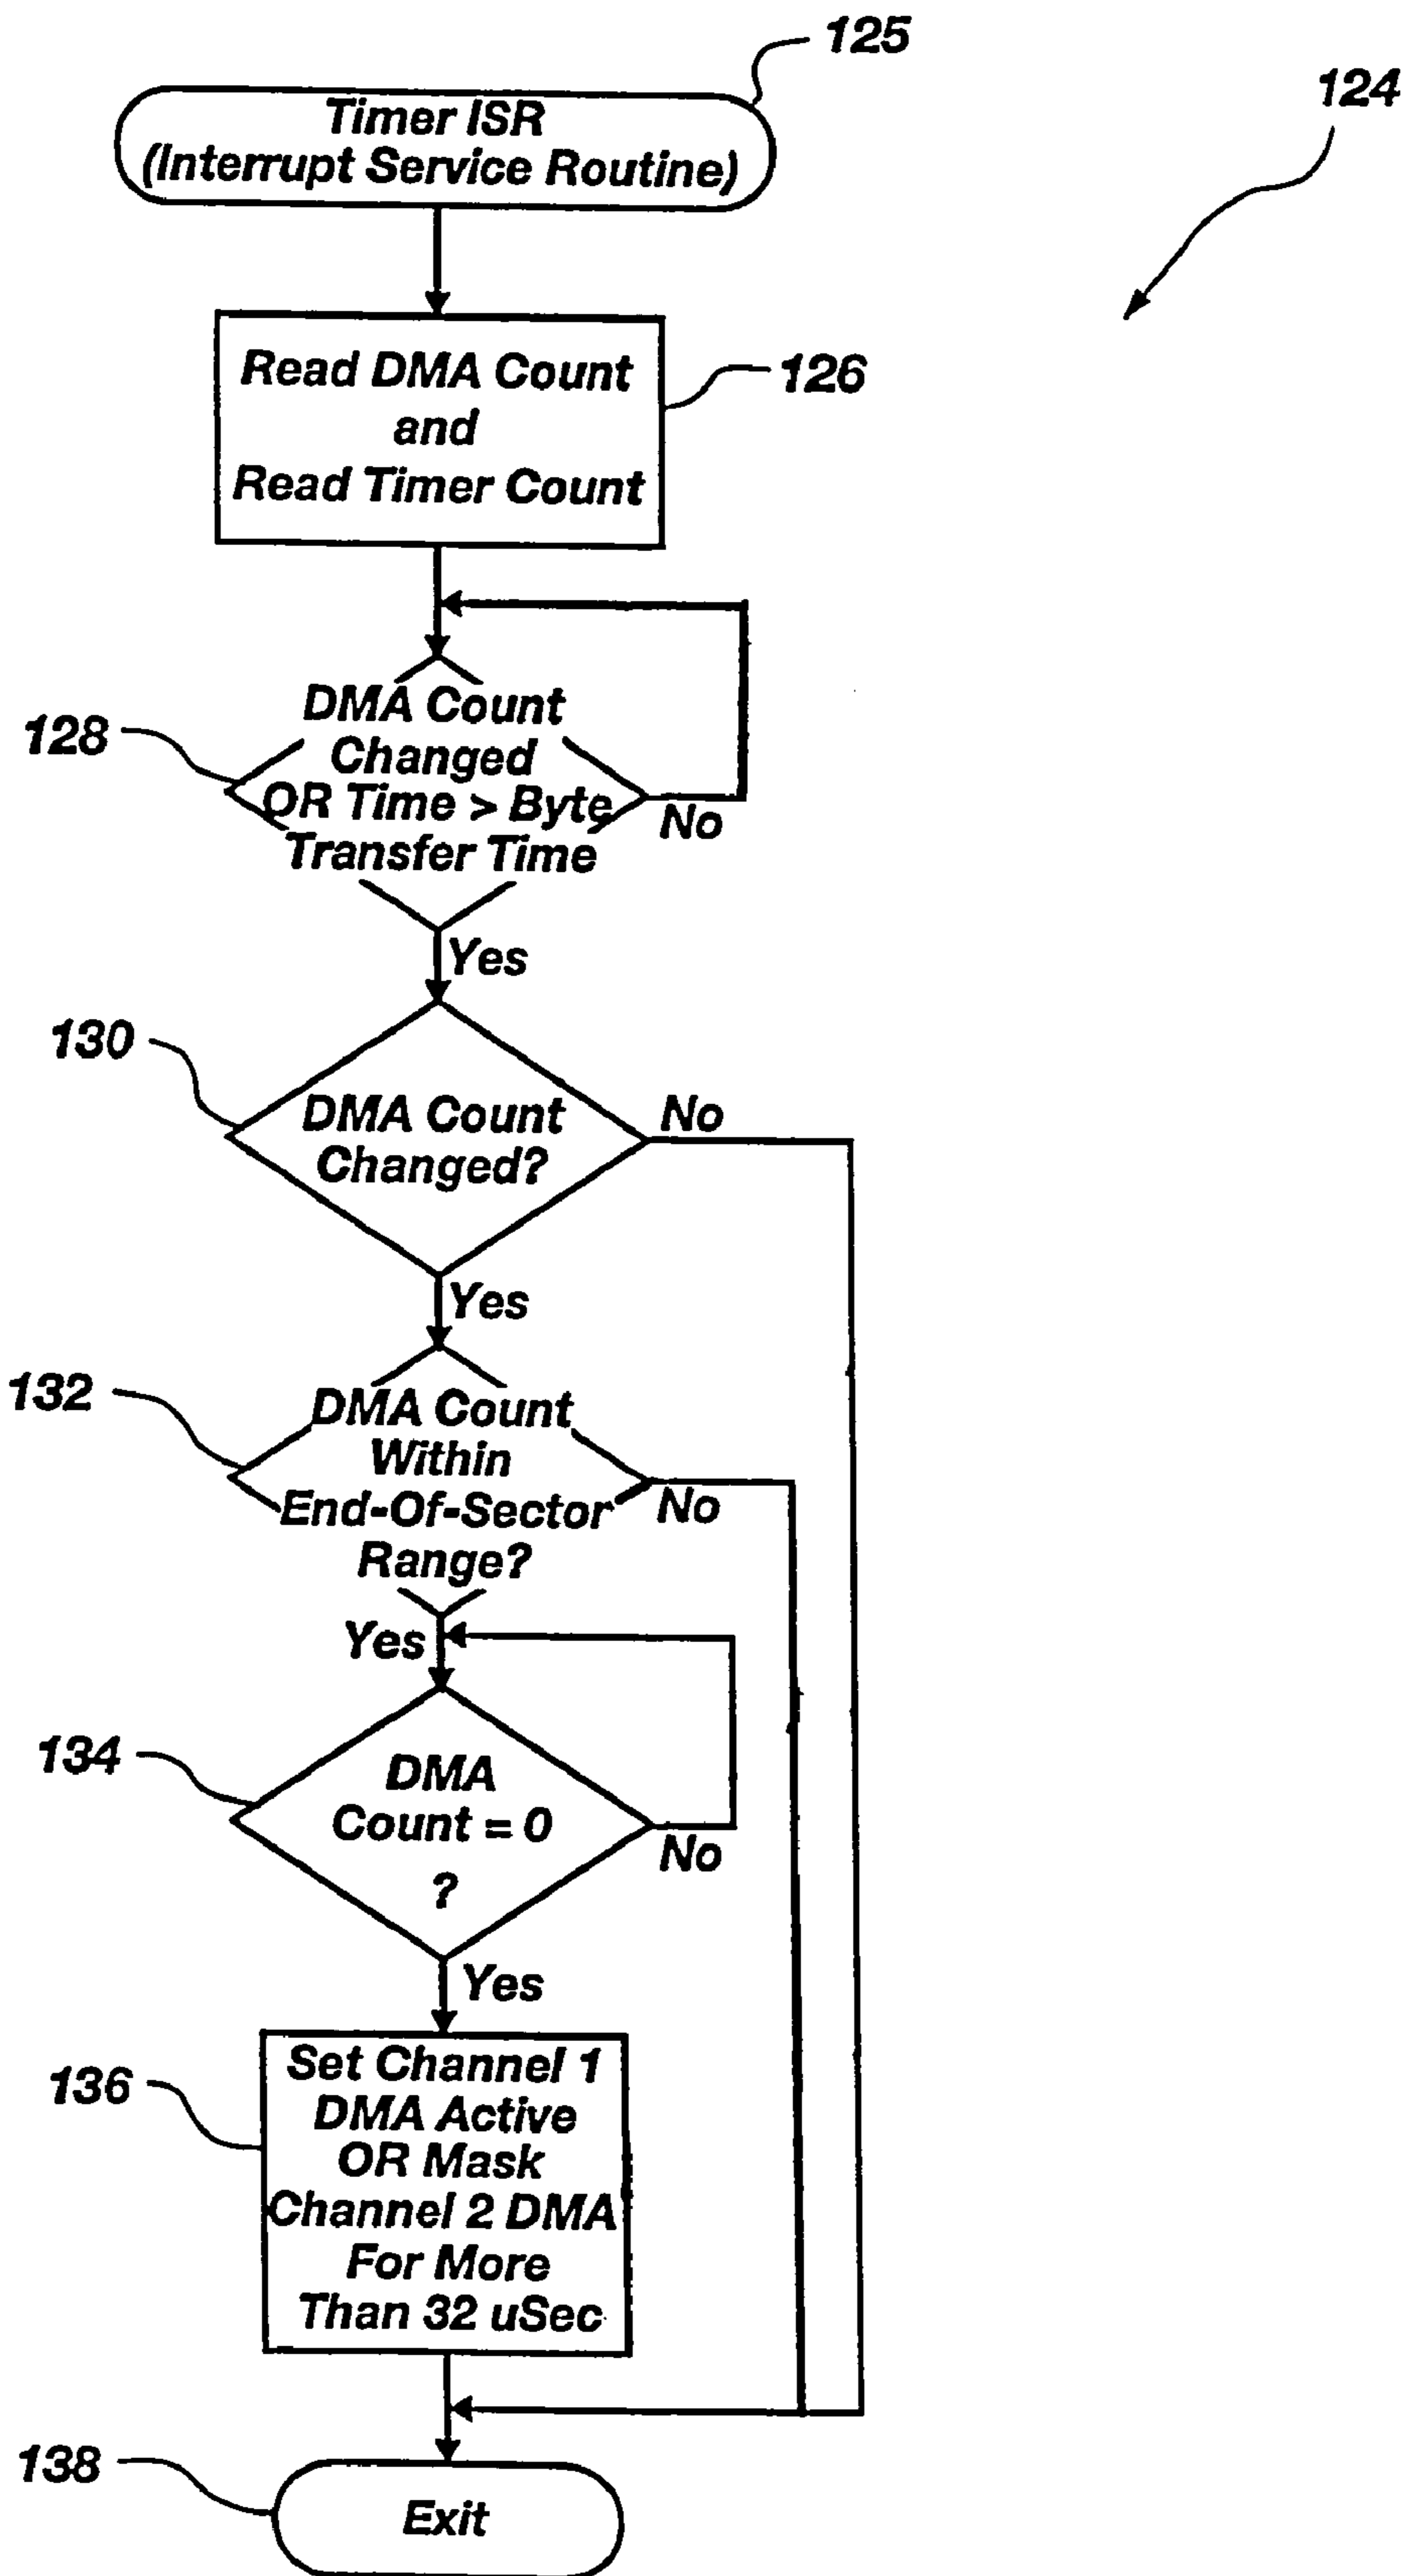 125
124
Timer ISR
(Interrupt Service Routine)
Read DMA Count
and
Read Timer Count
126
DMA Count
Changed
OR Time > Byte
Transfer Time
128
No
Yes
130
DMA Count
Changed?
No
Yes
132
DMA Count
Within
End-Of-Sector
Range?
No
Yes
134
DMA
Count = 0
?
No
Yes
136
Set Channel 1
DMA Active
OR Mask
Channel 2 DMA
For More
Than 32 uSec
138
Exit